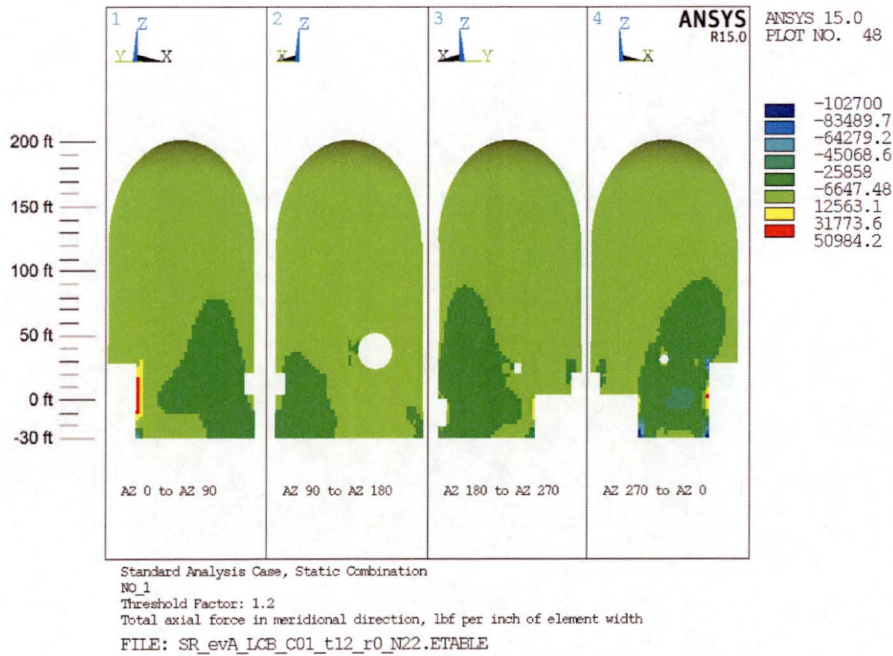 1 2 3 4 ANSYS
R15.0
ANSYS 15.0
PLOT NO. 48
Z Z Z Z
Y X X X Y X
-102700
-83489.7
-64279.2
-45068.6
-25858
-6647.48
12563.1
31773.6
50984.2
200 ft
150 ft
100 ft
50 ft
0 ft
-30 ft
AZ 0 to AZ 90 AZ 90 to AZ 180 AZ 180 to AZ 270 AZ 270 to AZ 0
Standard Analysis Case, Static Combination
NO_1
Threshold Factor: 1.2
Total axial force in meridional direction, lbf per inch of element width
FILE: SR_evA_LCB_C01_t12_r0_N22.ETABLE